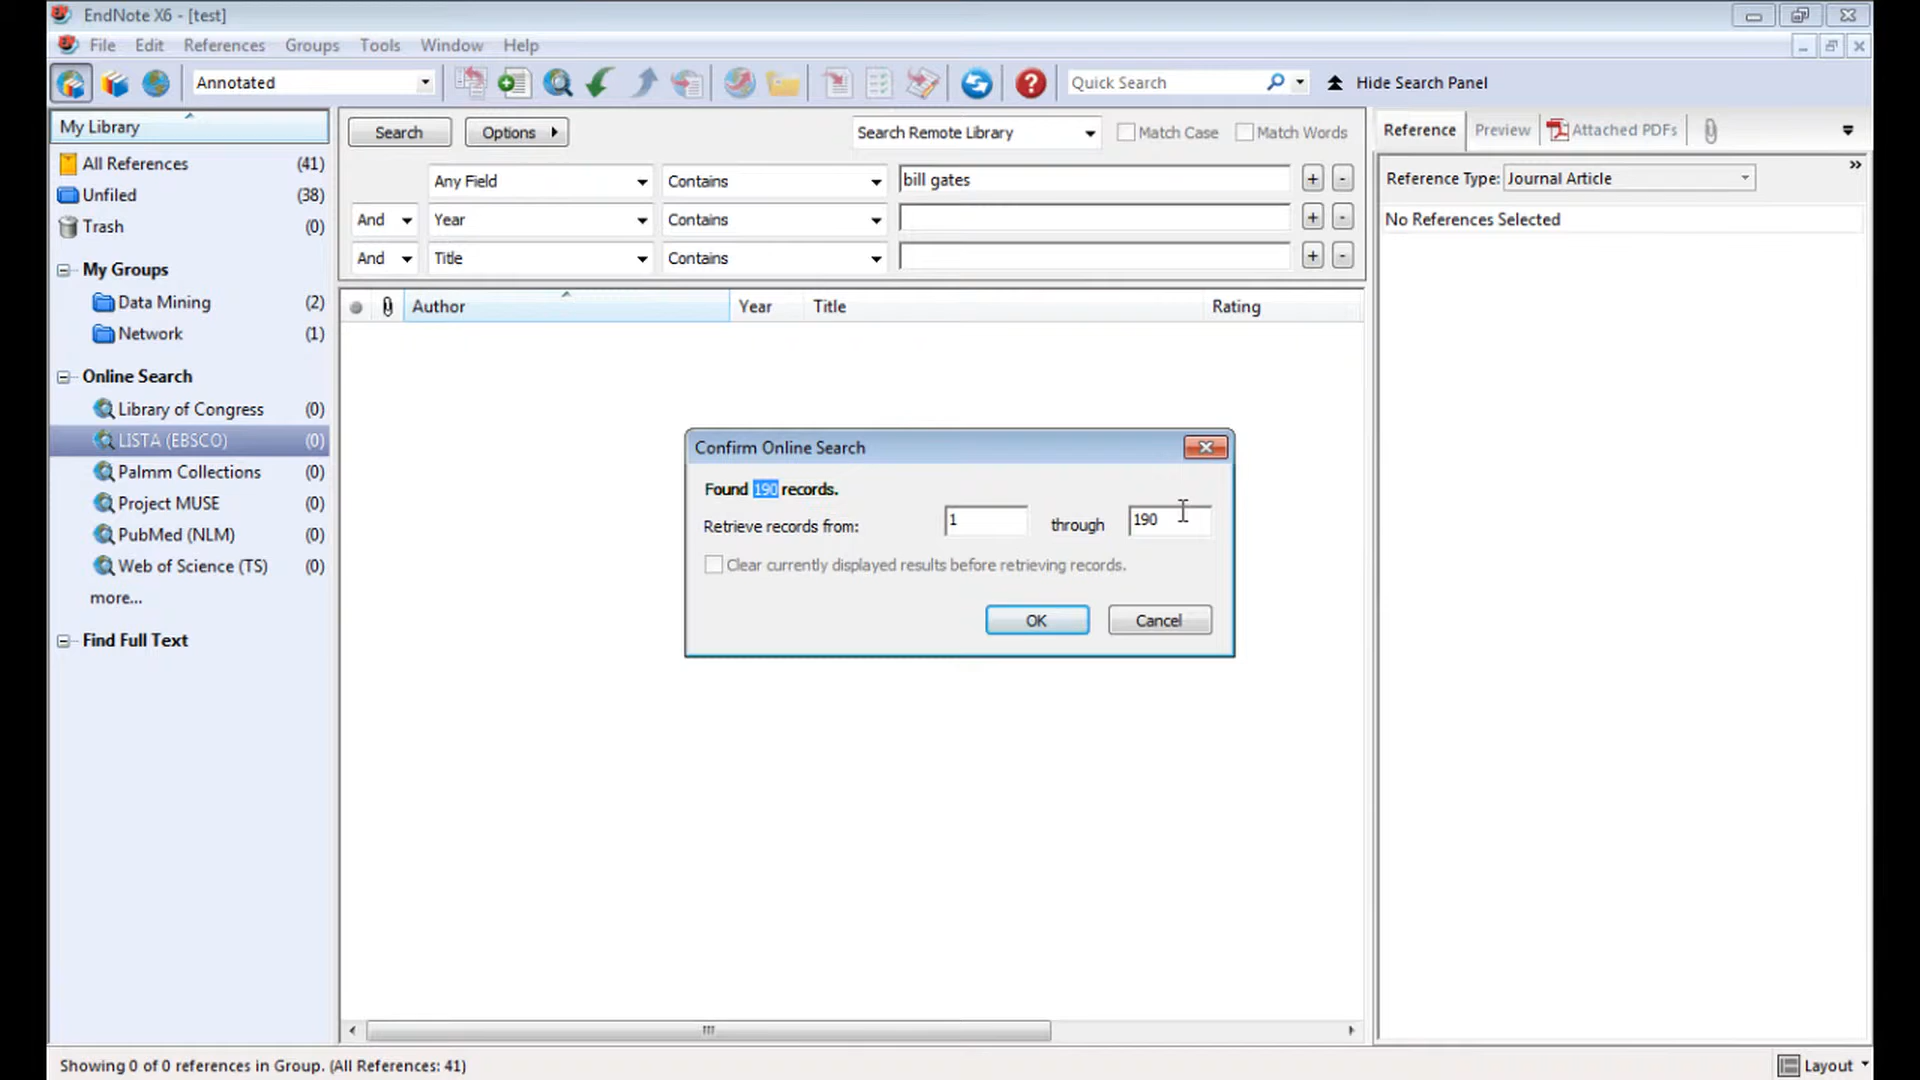 EndNote X6 - [test]
File Edit References Groups Tools Window Help
Annotated Quick Search Hide Search Panel
My Library
All References (41)
Unfiled (38)
Trash (0)
My Groups
Data Mining (2)
Network (1)
Online Search
Library of Congress (0)
LISTA (EBSCO) (0)
Palmm Collections (0)
Project MUSE (0)
PubMed (NLM) (0)
Web of Science (TS) (0)
more...
Find Full Text
Search Options Search Remote Library Match Case Match Words
Any Field Contains bill gates + -
And Year Contains + -
And Title Contains + -
Author Year Title Rating
Confirm Online Search
Found 190 records.
Retrieve records from: 1 through 190
Clear currently displayed results before retrieving records.
OK Cancel
Reference Preview Attached PDFs
Reference Type: Journal Article
No References Selected
Showing 0 of 0 references in Group. (All References: 41)
Layout